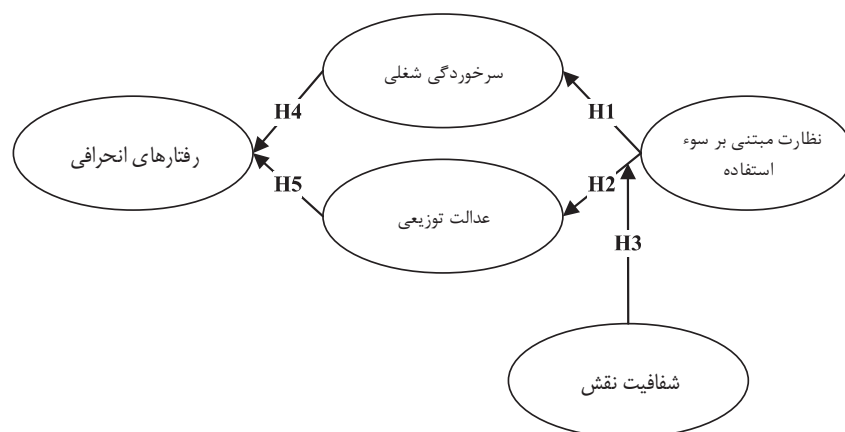 سرخوردگی شغلی
H4
H1
رفتارهای انحرافی
نظارت مبتنی بر سوء
استفاده
H5
H2
عدالت توزیعی
H3
شفافیت نقش